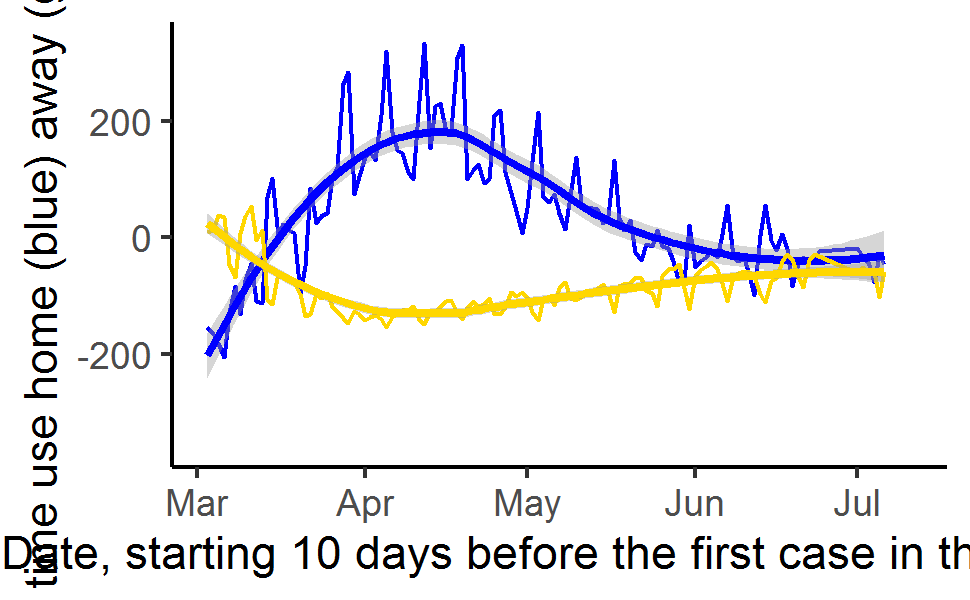 time use home (blue) away (
200
0
-200
Mar Apr May Jun Jul
Date, starting 10 days before the first case in th